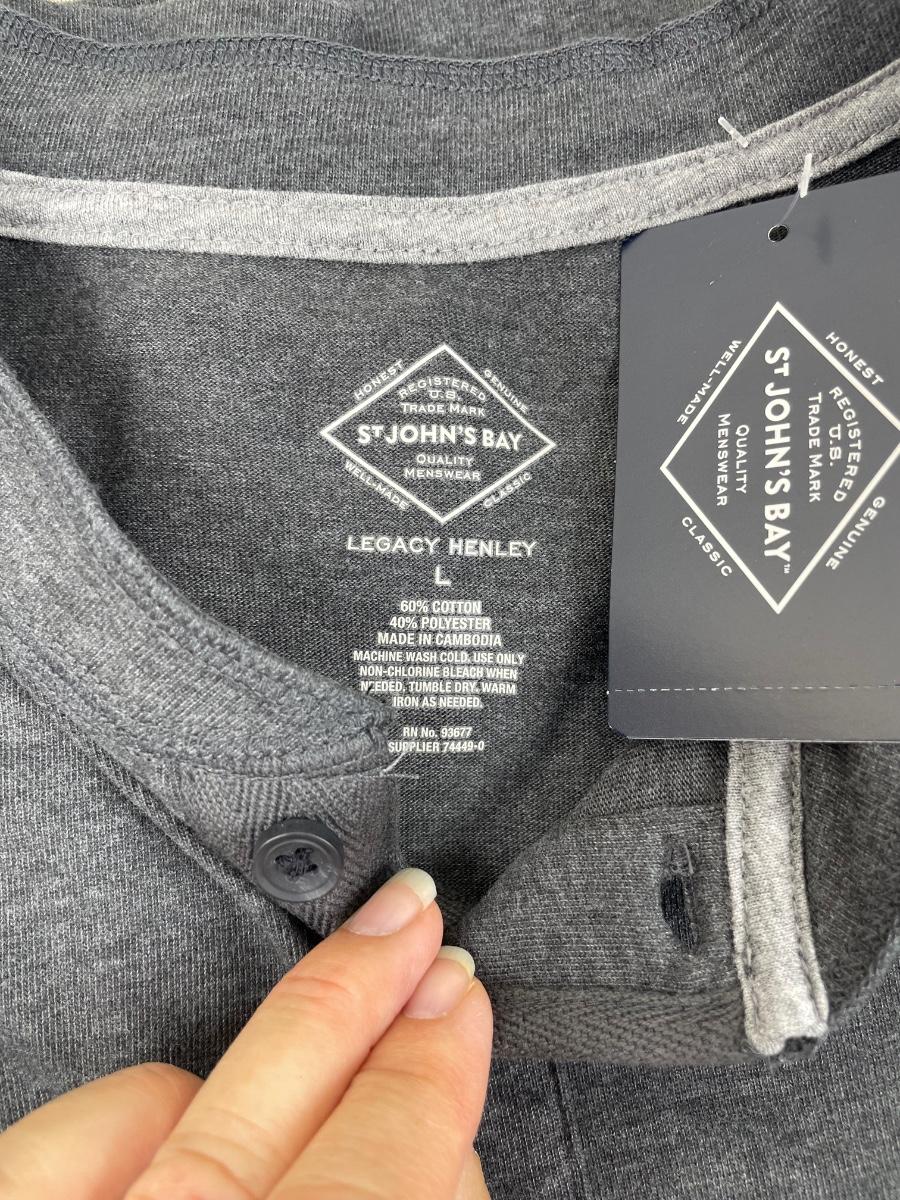 HONEST
GENUINE
REGISTERED
U.S.
TRADE MARK
ST JOHN'S BAY
QUALITY
MENSWEAR
WELL-MADE
CLASSIC
LEGACY HENLEY
L
60% COTTON
40% POLYESTER
MADE IN CAMBODIA
MACHINE WASH COLD. USE ONLY
NON-CHLORINE BLEACH WHEN
NEEDED. TUMBLE DRY. WARM
IRON AS NEEDED.
RN No. 93677
SUPPLIER 74449-0
HONEST
GENUINE
REGISTERED
U.S.
TRADE MARK
ST JOHN'S BAY™
QUALITY
MENSWEAR
WELL-MADE
CLASSIC